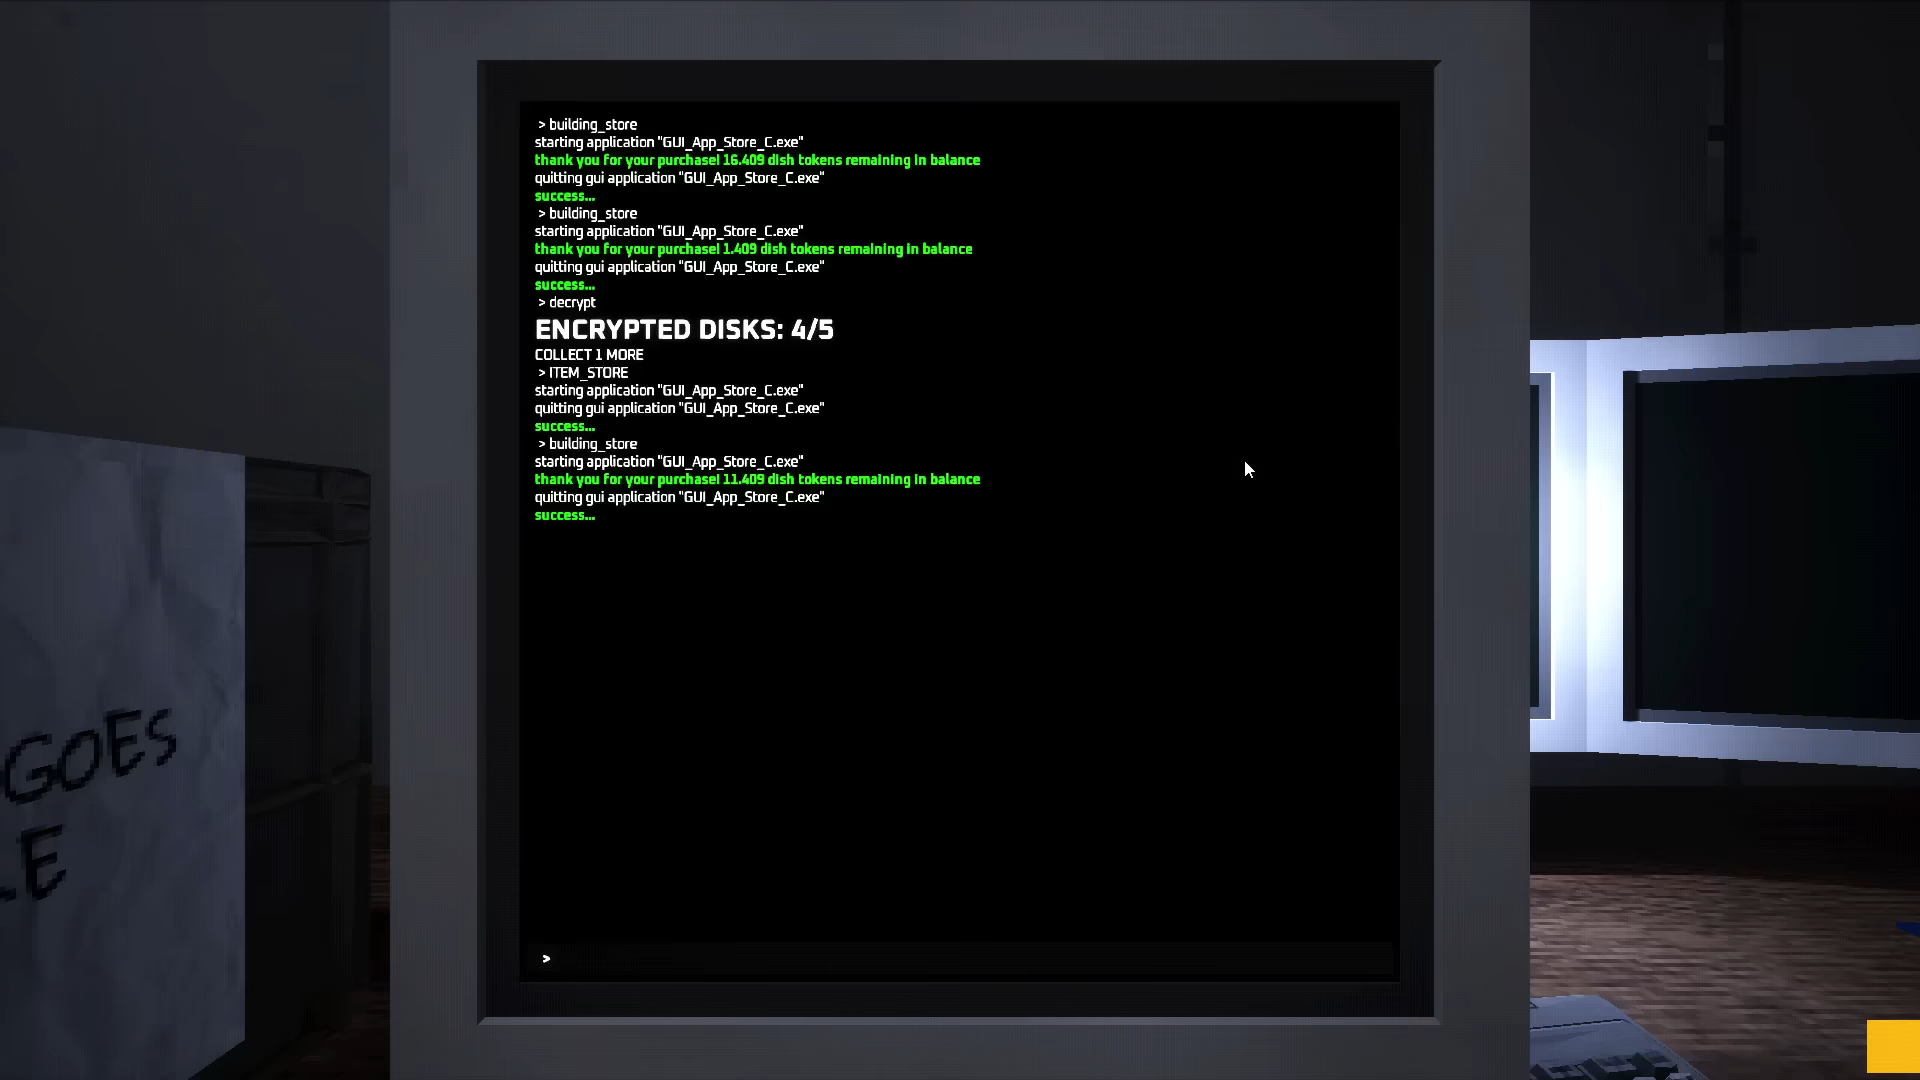 > building_store
starting application "GUI_App_Store_C.exe"
thank you for your purchase! 16.409 dish tokens remaining in balance
quitting gui application "GUI_App_Store_C.exe"
success...
> building_store
starting application "GUI_App_Store_C.exe"
thank you for your purchase! 1.409 dish tokens remaining in balance
quitting gui application "GUI_App_Store_C.exe"
success...
> decrypt
ENCRYPTED DISKS: 4/5
COLLECT 1 MORE
> ITEM_STORE
starting application "GUI_App_Store_C.exe"
quitting gui application "GUI_App_Store_C.exe"
success...
> building_store
starting application "GUI_App_Store_C.exe"
thank you for your purchase! 11.409 dish tokens remaining in balance
quitting gui application "GUI_App_Store_C.exe"
success...
>
GOES